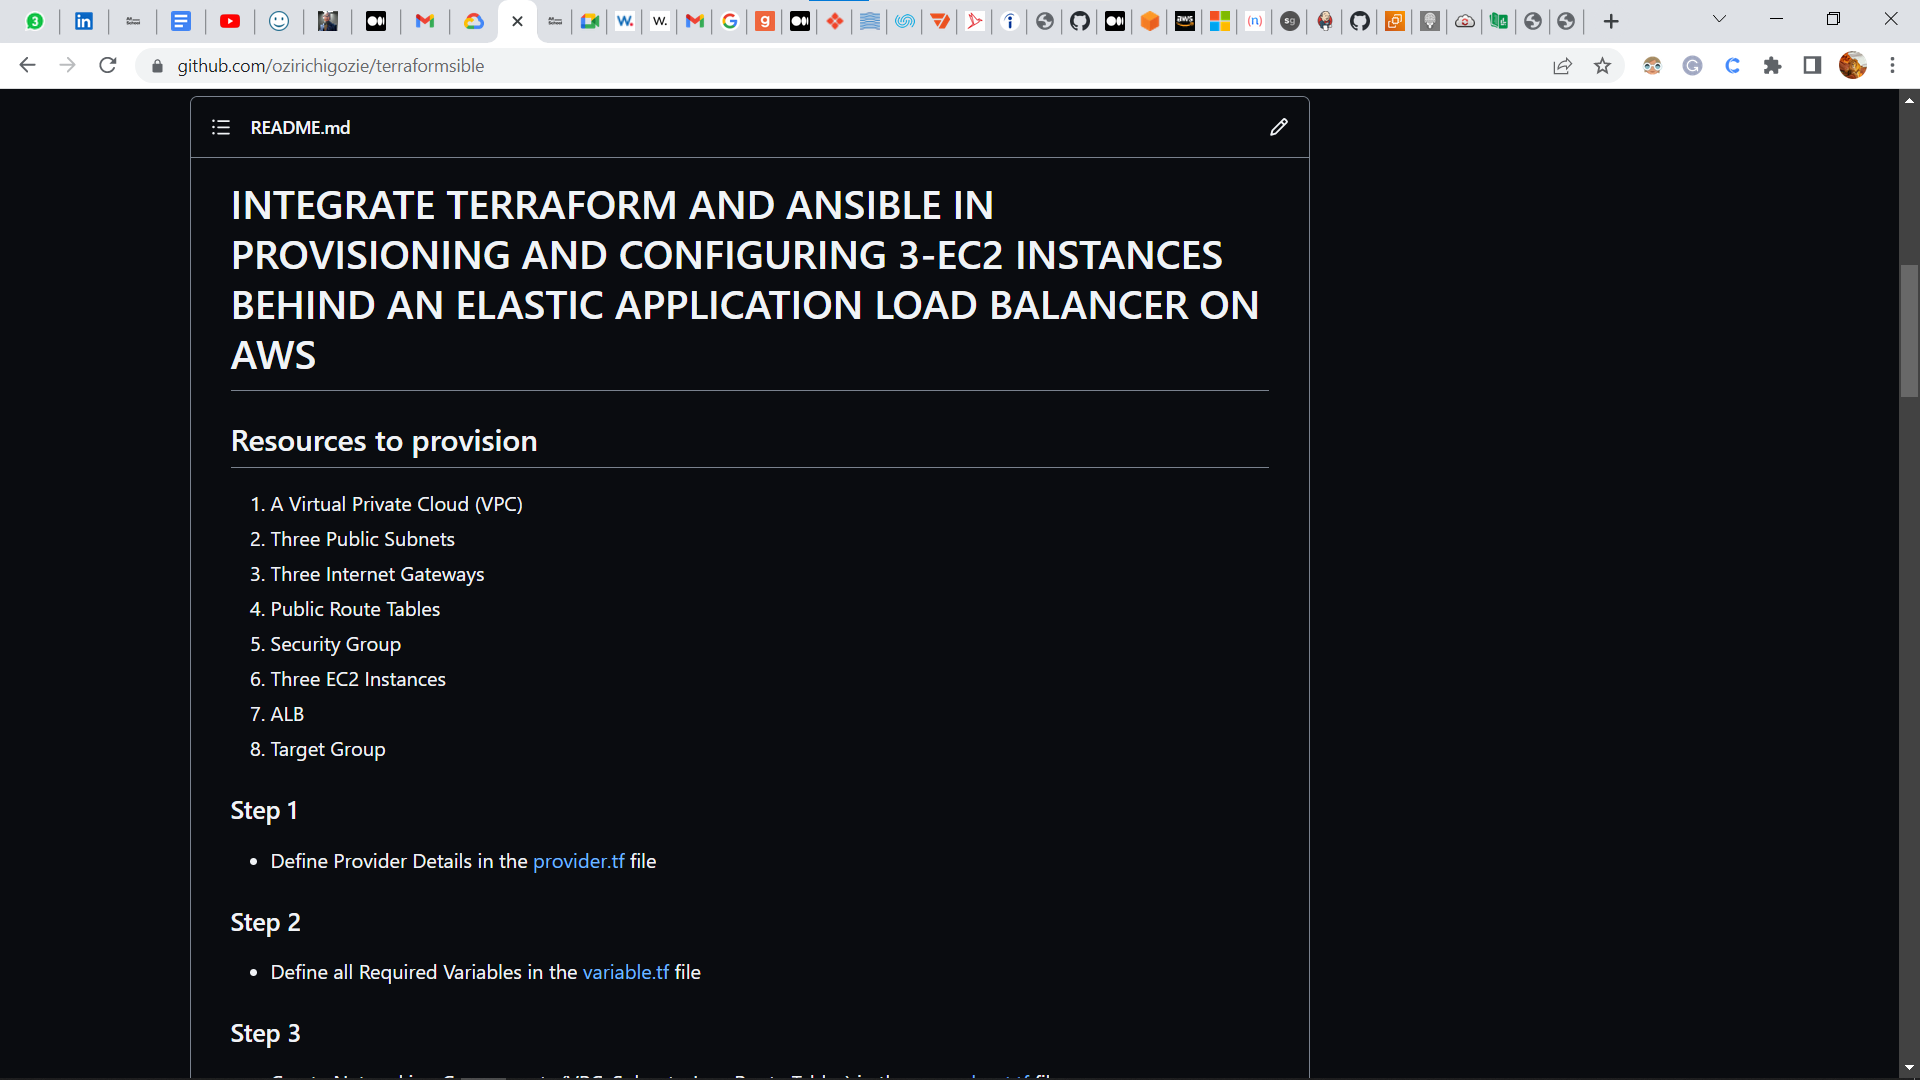 github.com/ozirichigozie/terraformsible
README.md
INTEGRATE TERRAFORM AND ANSIBLE IN
PROVISIONING AND CONFIGURING 3-EC2 INSTANCES
BEHIND AN ELASTIC APPLICATION LOAD BALANCER ON
AWS
Resources to provision
1. A Virtual Private Cloud (VPC)
2. Three Public Subnets
3. Three Internet Gateways
4. Public Route Tables
5. Security Group
6. Three EC2 Instances
7. ALB
8. Target Group
Step 1
• Define Provider Details in the provider.tf file
Step 2
• Define all Required Variables in the variable.tf file
Step 3